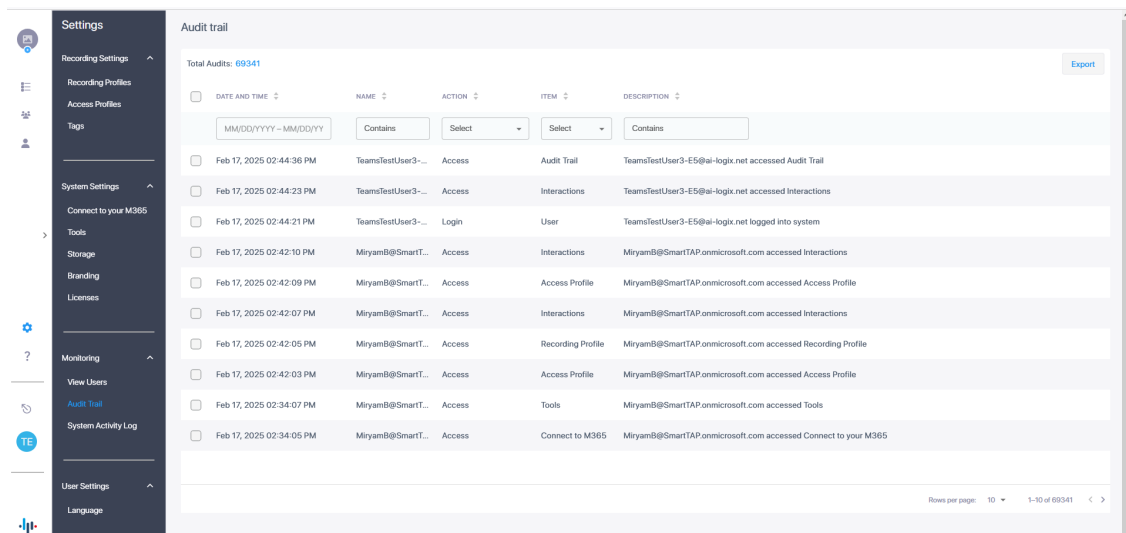 Settings
Recording Settings
Recording Profiles
Access Profiles
Tags
System Settings
Connect to your M365
Tools
Storage
Branding
Licenses
?
Monitoring
View Users
Audit Trail
System Activity Log
TE
User Settings
Language
Audit trail
Total Audits: 69341
Export
DATE AND TIME NAME ACTION ITEM DESCRIPTION
MM/DD/YYYY – MM/DD/YY Contains Select Select Contains
Feb 17, 2025 02:44:36 PM TeamsTestUser3-... Access Audit Trail TeamsTestUser3-E5@ai-logix.net accessed Audit Trail
Feb 17, 2025 02:44:23 PM TeamsTestUser3-... Access Interactions TeamsTestUser3-E5@ai-logix.net accessed Interactions
Feb 17, 2025 02:44:21 PM TeamsTestUser3-... Login User TeamsTestUser3-E5@ai-logix.net logged into system
Feb 17, 2025 02:42:10 PM MiryamB@SmartT... Access Interactions MiryamB@SmartTAP.onmicrosoft.com accessed Interactions
Feb 17, 2025 02:42:09 PM MiryamB@SmartT... Access Access Profile MiryamB@SmartTAP.onmicrosoft.com accessed Access Profile
Feb 17, 2025 02:42:07 PM MiryamB@SmartT... Access Interactions MiryamB@SmartTAP.onmicrosoft.com accessed Interactions
Feb 17, 2025 02:42:05 PM MiryamB@SmartT... Access Recording Profile MiryamB@SmartTAP.onmicrosoft.com accessed Recording Profile
Feb 17, 2025 02:42:03 PM MiryamB@SmartT... Access Access Profile MiryamB@SmartTAP.onmicrosoft.com accessed Access Profile
Feb 17, 2025 02:34:07 PM MiryamB@SmartT... Access Tools MiryamB@SmartTAP.onmicrosoft.com accessed Tools
Feb 17, 2025 02:34:05 PM MiryamB@SmartT... Access Connect to M365 MiryamB@SmartTAP.onmicrosoft.com accessed Connect to your M365
Rows per page: 10 1–10 of 69341